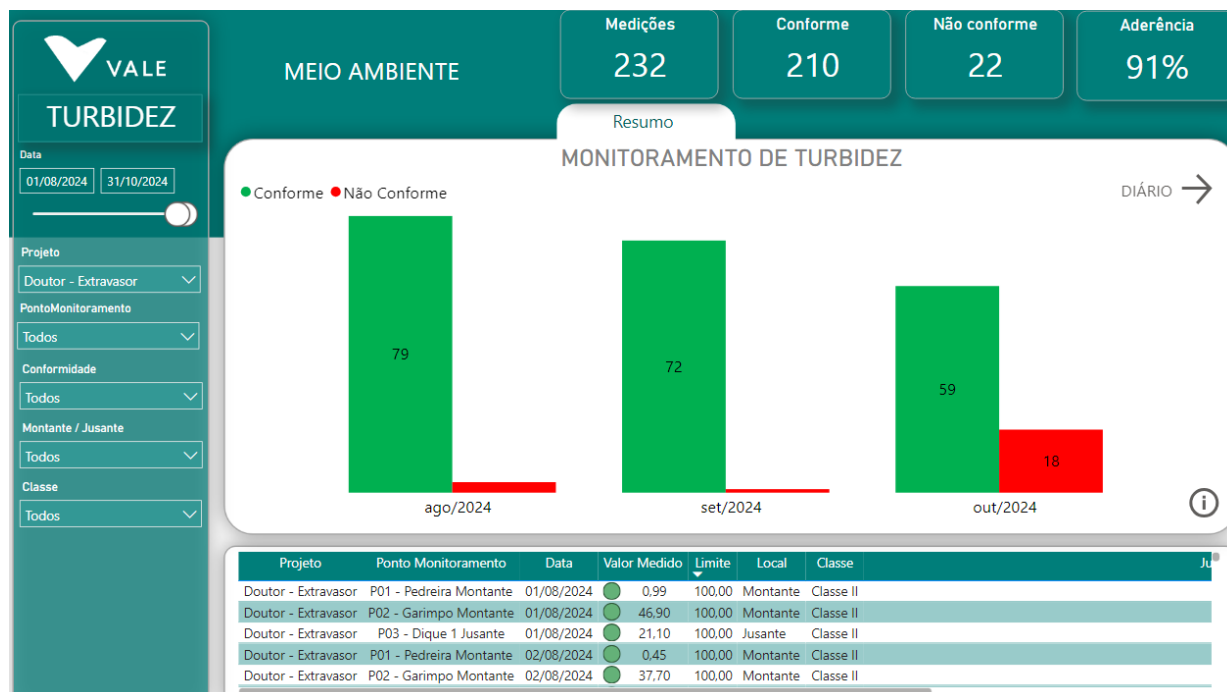 VALE
TURBIDEZ
Data
01/08/2024 31/10/2024
Projeto
Doutor - Extravasor
PontoMonitoramento
Todos
Conformidade
Todos
Montante / Jusante
Todos
Classe
Todos
MEIO AMBIENTE
Medições
232
Conforme
210
Não conforme
22
Aderência
91%
Resumo
MONITORAMENTO DE TURBIDEZ
Conforme Não Conforme
DIÁRIO
79
72
59
18
ago/2024 set/2024 out/2024
Projeto Ponto Monitoramento Data Valor Medido Limite Local Classe
Doutor - Extravasor P01 - Pedreira Montante 01/08/2024 0,99 100,00 Montante Classe II
Doutor - Extravasor P02 - Garimpo Montante 01/08/2024 46,90 100,00 Montante Classe II
Doutor - Extravasor P03 - Dique 1 Jusante 01/08/2024 21,10 100,00 Jusante Classe II
Doutor - Extravasor P01 - Pedreira Montante 02/08/2024 0,45 100,00 Montante Classe II
Doutor - Extravasor P02 - Garimpo Montante 02/08/2024 37,70 100,00 Montante Classe II